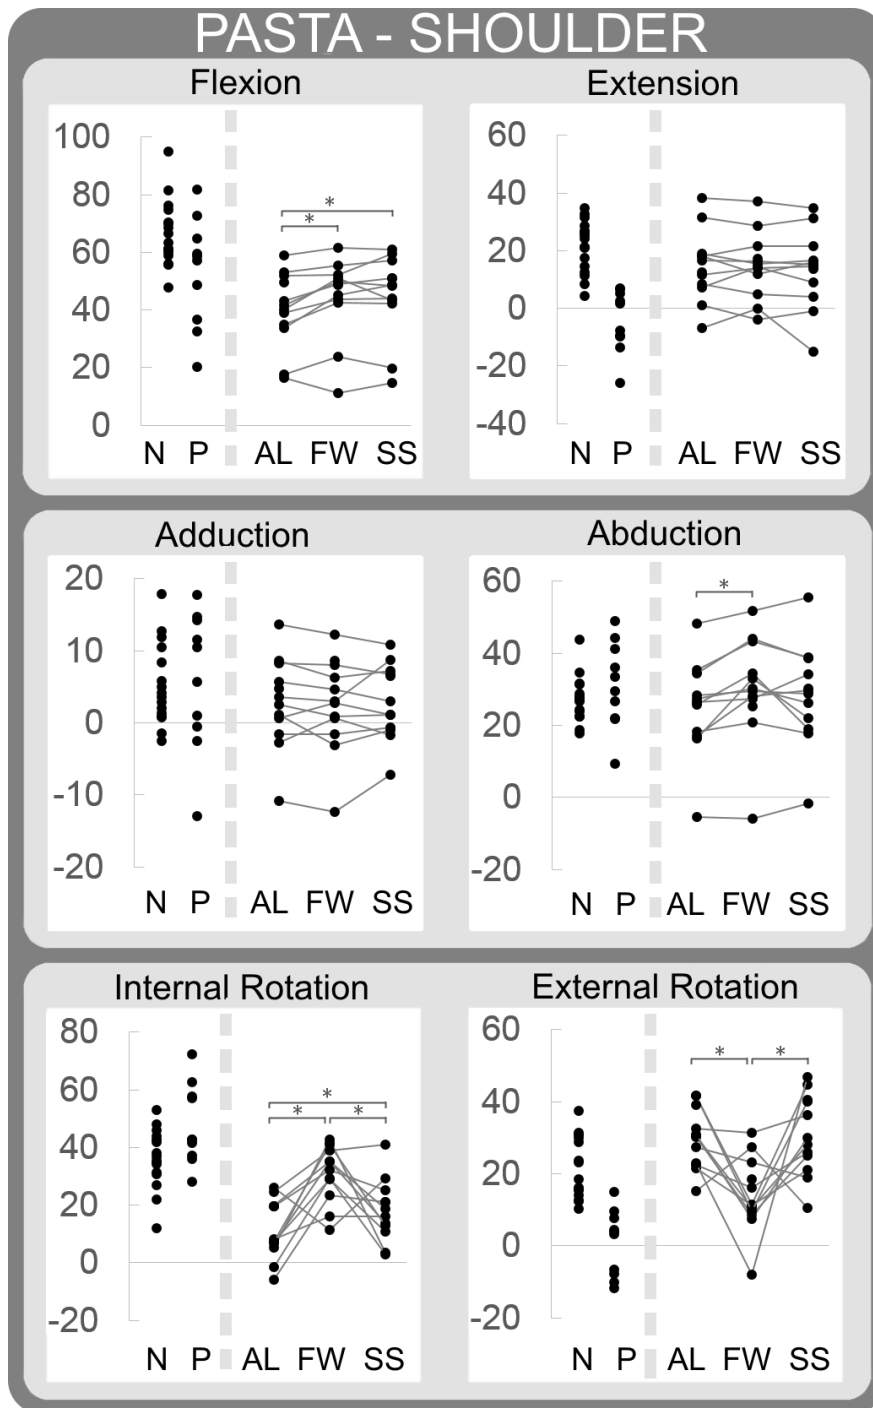 PASTA - SHOULDER
Flexion
100
80
60
40
20
0
* *
N P AL FW SS
Extension
60
40
20
0
-20
-40
N P AL FW SS
Adduction
20
10
0
-10
-20
N P AL FW SS
Abduction
60
40
20
0
-20
*
N P AL FW SS
Internal Rotation
80
60
40
20
0
-20
*
* *
N P AL FW SS
External Rotation
60
40
20
0
-20
* *
N P AL FW SS